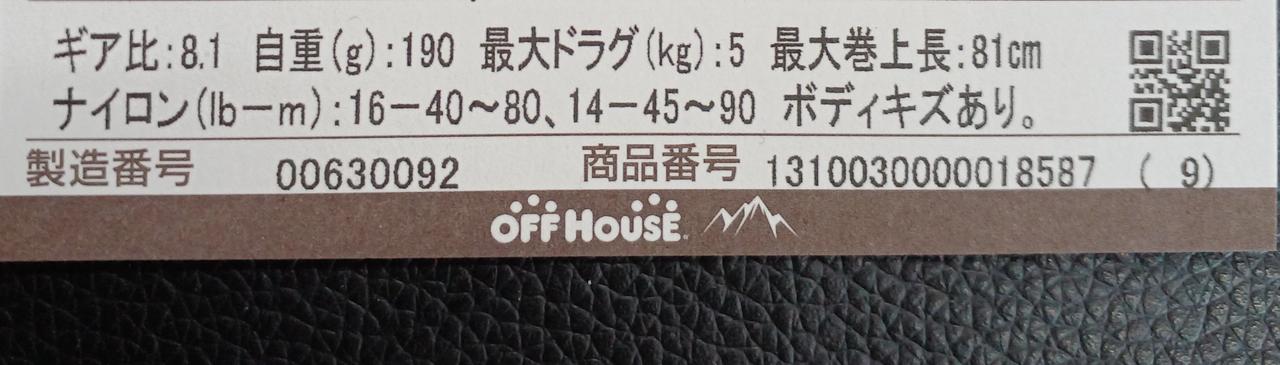 ギア比:8.1 自重(g):190 最大ドラグ(kg):5 最大巻上長:81cm
ナイロン(lb－m):16－40～80、14－45～90 ボディキズあり。
製造番号 00630092 商品番号 1310030000018587 ( 9)
OFF HOUSE